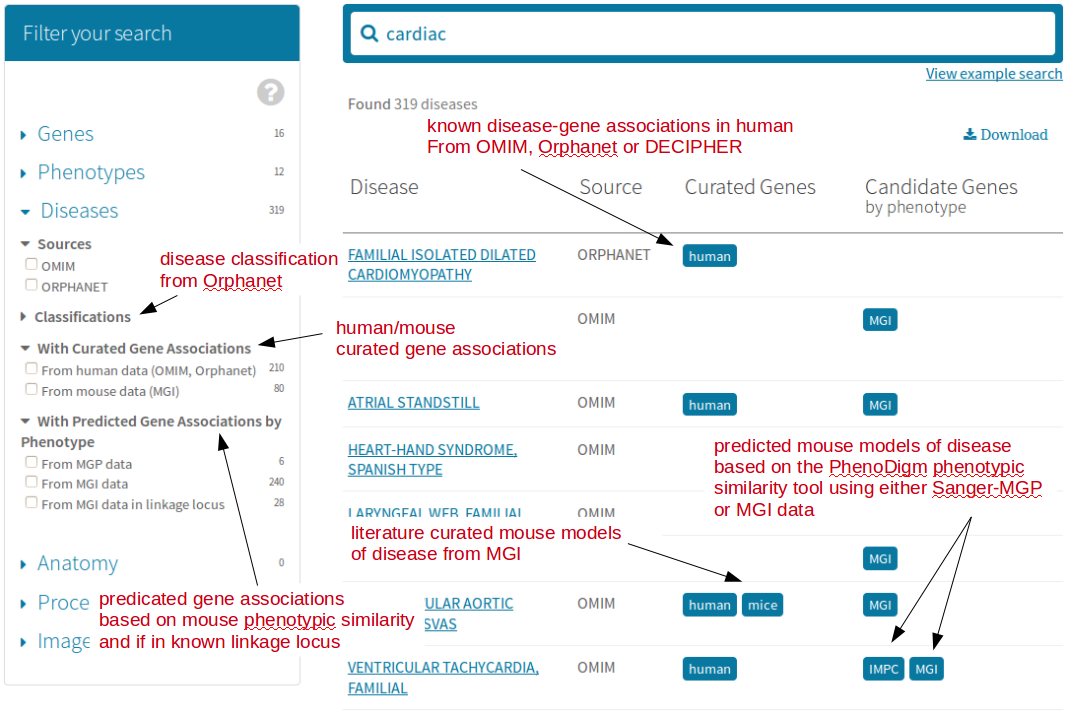 Filter your search
?
Genes 16
Phenotypes 12
Diseases 319
Sources
OMIM
ORPHANET
Classifications
With Curated Gene Associations
From human data (OMIM, Orphanet) 210
From mouse data (MGI) 80
With Predicted Gene Associations by
Phenotype
From MGP data 6
From MGI data 240
From MGI data in linkage locus 28
Anatomy 0
Proce
Image
disease classification
from Orphanet
human/mouse
curated gene associations
predicated gene associations
based on mouse phenotypic similarity
and if in known linkage locus
cardiac
View example search
Found 319 diseases
known disease-gene associations in human
From OMIM, Orphanet or DECIPHER
Download
Disease Source Curated Genes Candidate Genes
by phenotype
FAMILIAL ISOLATED DILATED ORPHANET human
CARDIOMYOPATHY
OMIM MGI
ATRIAL STANDSTILL OMIM human MGI
HEART-HAND SYNDROME, OMIM
SPANISH TYPE
predicted mouse models of disease
based on the PhenoDigm phenotypic
similarity tool using either Sanger-MGP
or MGI data
LARYNGEAL WEB, FAMILIAL OMIM
literature curated mouse models
of disease from MGI
MGI
ULAR AORTIC OMIM human mice MGI
SVAS
VENTRICULAR TACHYCARDIA, OMIM human IMPC MGI
FAMILIAL